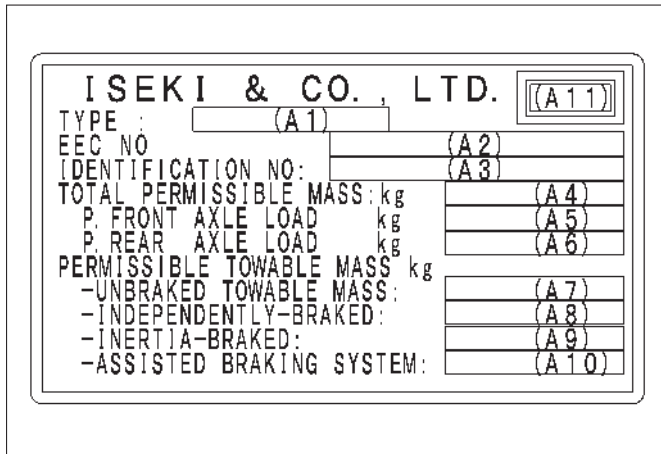 ISEKI & CO., LTD. (A11)
TYPE : (A1)
EEC NO (A2)
IDENTIFICATION NO: (A3)
TOTAL PERMISSIBLE MASS:kg (A4)
P. FRONT AXLE LOAD kg (A5)
P. REAR AXLE LOAD kg (A6)
PERMISSIBLE TOWABLE MASS kg
-UNBRAKED TOWABLE MASS: (A7)
-INDEPENDENTLY-BRAKED: (A8)
-INERTIA-BRAKED: (A9)
-ASSISTED BRAKING SYSTEM: (A10)